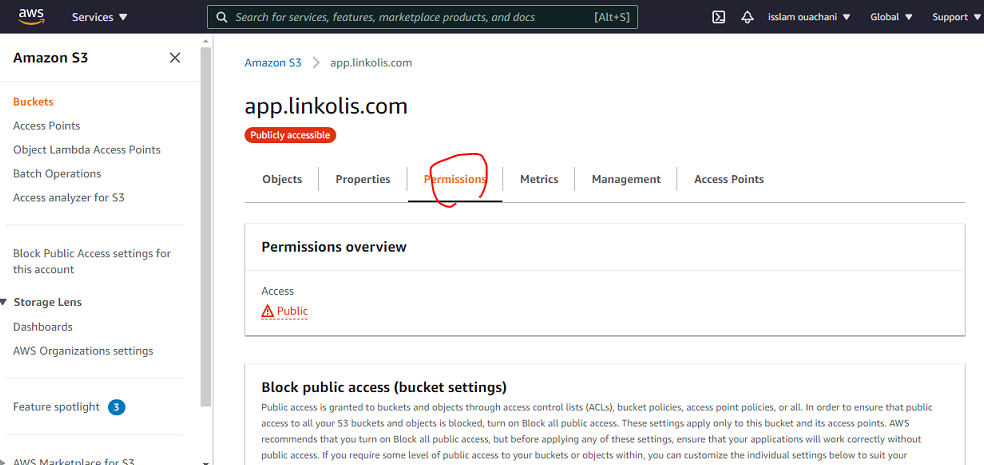 aws
Services
Search for services, features, marketplace products, and docs
[Alt+S]
isslam ouachani
Global
Support
Amazon S3
Buckets
Access Points
Object Lambda Access Points
Batch Operations
Access analyzer for S3
Block Public Access settings for
this account
Storage Lens
Dashboards
AWS Organizations settings
Feature spotlight 3
AWS Marketplace for S3
Amazon S3 > app.linkolis.com
app.linkolis.com
Publicly accessible
Objects
Properties
Permissions
Metrics
Management
Access Points
Permissions overview
Access
Public
Block public access (bucket settings)
Public access is granted to buckets and objects through access control lists (ACLs), bucket policies, access point policies, or all. In order to ensure that public
access to all your S3 buckets and objects is blocked, turn on Block all public access. These settings apply only to this bucket and its access points. AWS
recommends that you turn on Block all public access, but before applying any of these settings, ensure that your applications will work correctly without
public access. If you require some level of public access to your buckets or objects within, you can customize the individual settings below to suit your